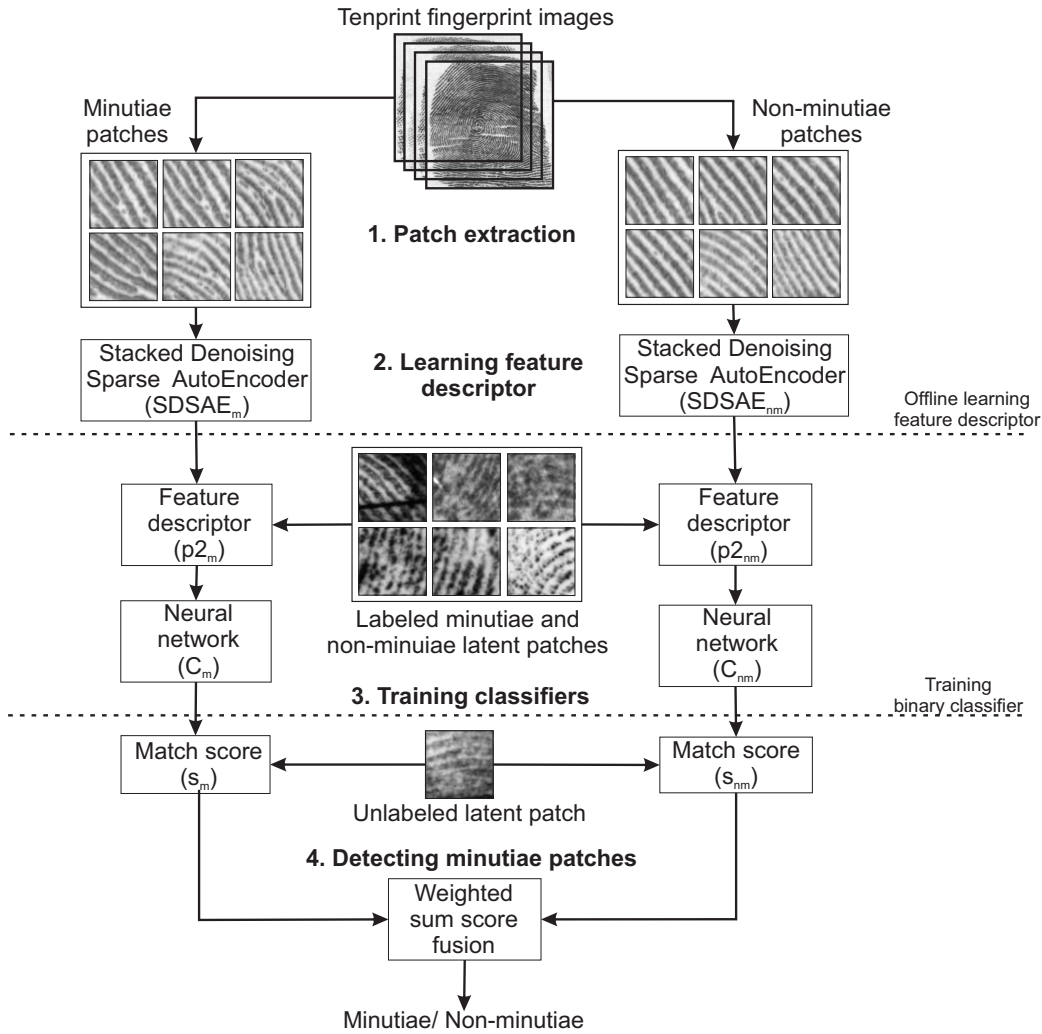 Tenprint fingerprint images
Minutiae
patches
Non-minutiae
patches
1. Patch extraction
Stacked Denoising
Sparse AutoEncoder
(SDSAEm)
2. Learning feature
descriptor
Stacked Denoising
Sparse AutoEncoder
(SDSAEnm)
Offline learning
feature descriptor
Feature
descriptor
(p2m)
Feature
descriptor
(p2nm)
Neural
network
(Cm)
Labeled minutiae and
non-minuiae latent patches
Neural
network
(Cnm)
3. Training classifiers
Training
binary classifier
Match score
(sm)
Match score
(snm)
Unlabeled latent patch
4. Detecting minutiae patches
Weighted
sum score
fusion
Minutiae/ Non-minutiae